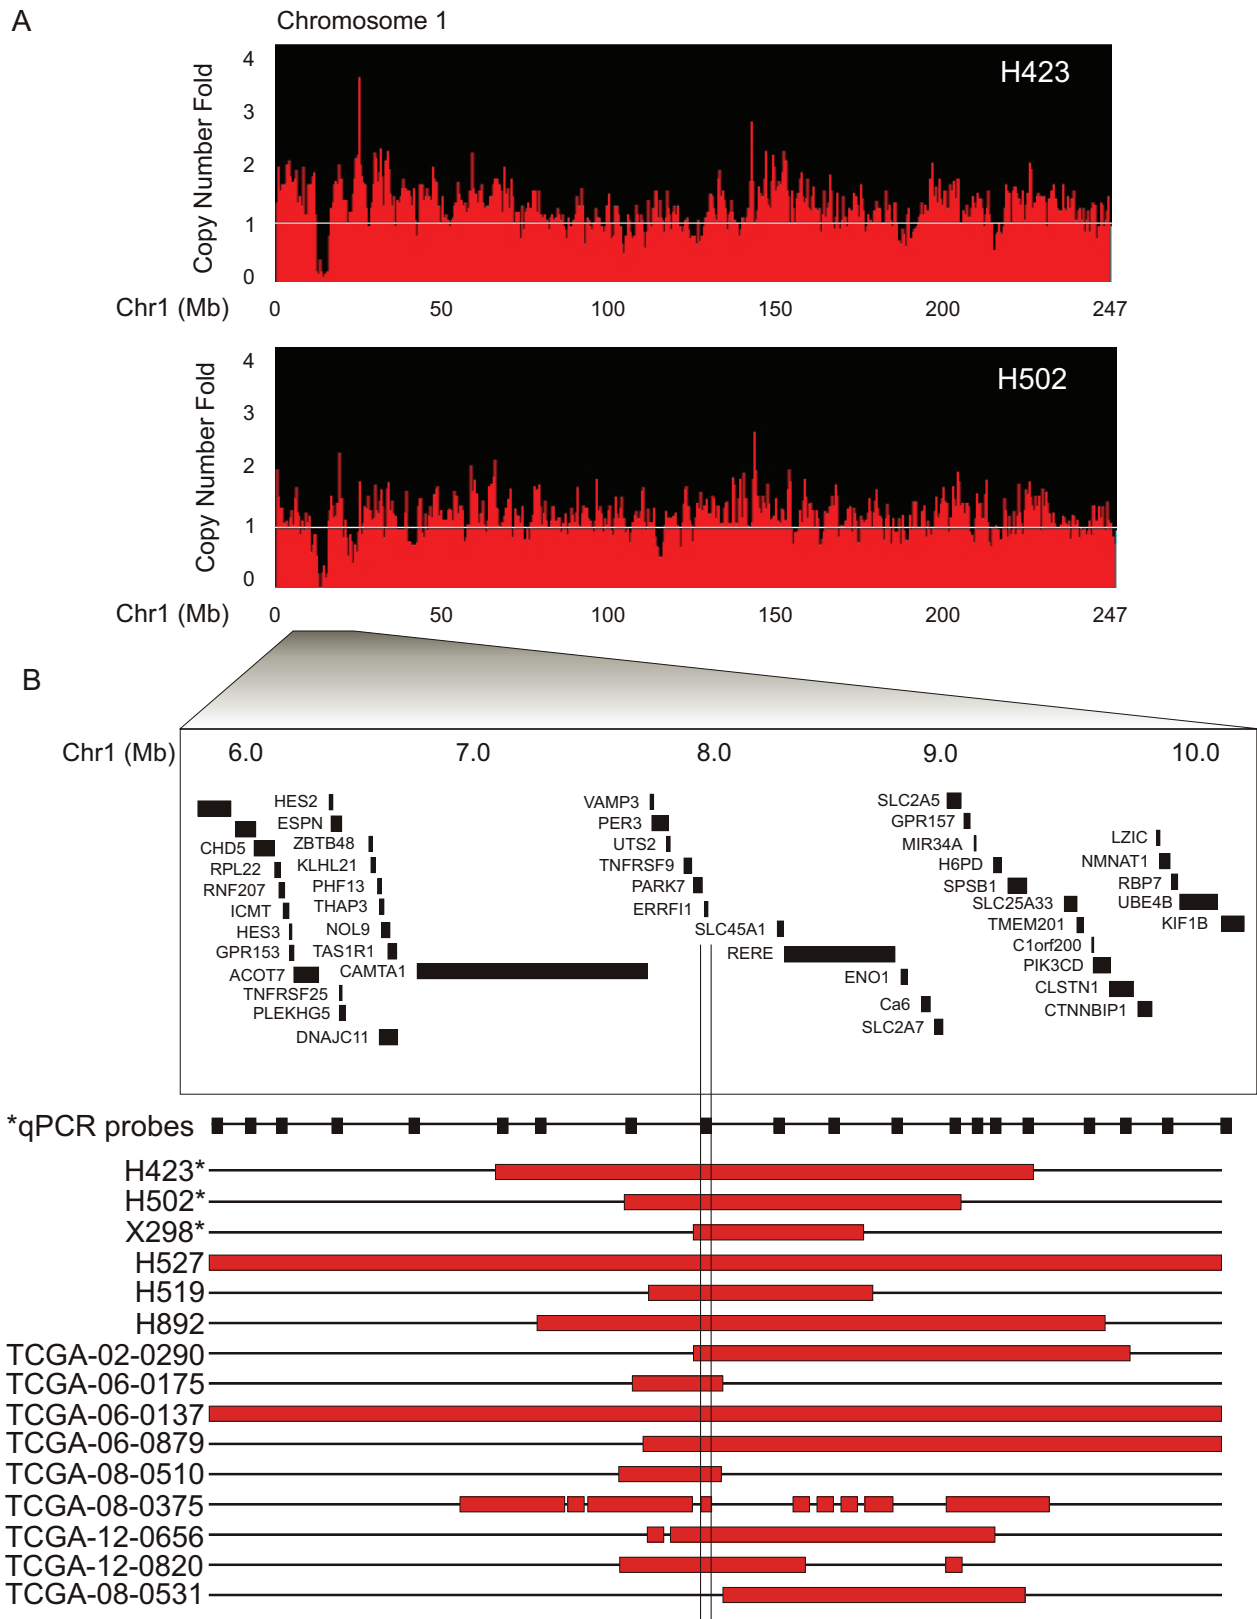 A
Chromosome 1
H423
Copy Number Fold
4
3
2
1
0
Chr1 (Mb) 0 50 100 150 200 247
H502
Copy Number Fold
4
3
2
1
0
Chr1 (Mb) 0 50 100 150 200 247
B
Chr1 (Mb) 6.0 7.0 8.0 9.0 10.0
CHD5
RPL22
RNF207
ICMT
HES3
GPR153
ACOT7
TNFRSF25
PLEKHG5
DNAJC11
HES2
ESPN
ZBTB48
KLHL21
PHF13
THAP3
NOL9
TAS1R1
CAMTA1
VAMP3
PER3
UTS2
TNFRSF9
PARK7
ERRFI1
SLC45A1
RERE
ENO1
Ca6
SLC2A7
SLC2A5
GPR157
MIR34A
H6PD
SPSB1
SLC25A33
TMEM201
C1orf200
PIK3CD
CLSTN1
CTNNBIP1
LZIC
NMNAT1
RBP7
UBE4B
KIF1B
*qPCR probes
H423*
H502*
X298*
H527
H519
H892
TCGA-02-0290
TCGA-06-0175
TCGA-06-0137
TCGA-06-0879
TCGA-08-0510
TCGA-08-0375
TCGA-12-0656
TCGA-12-0820
TCGA-08-0531